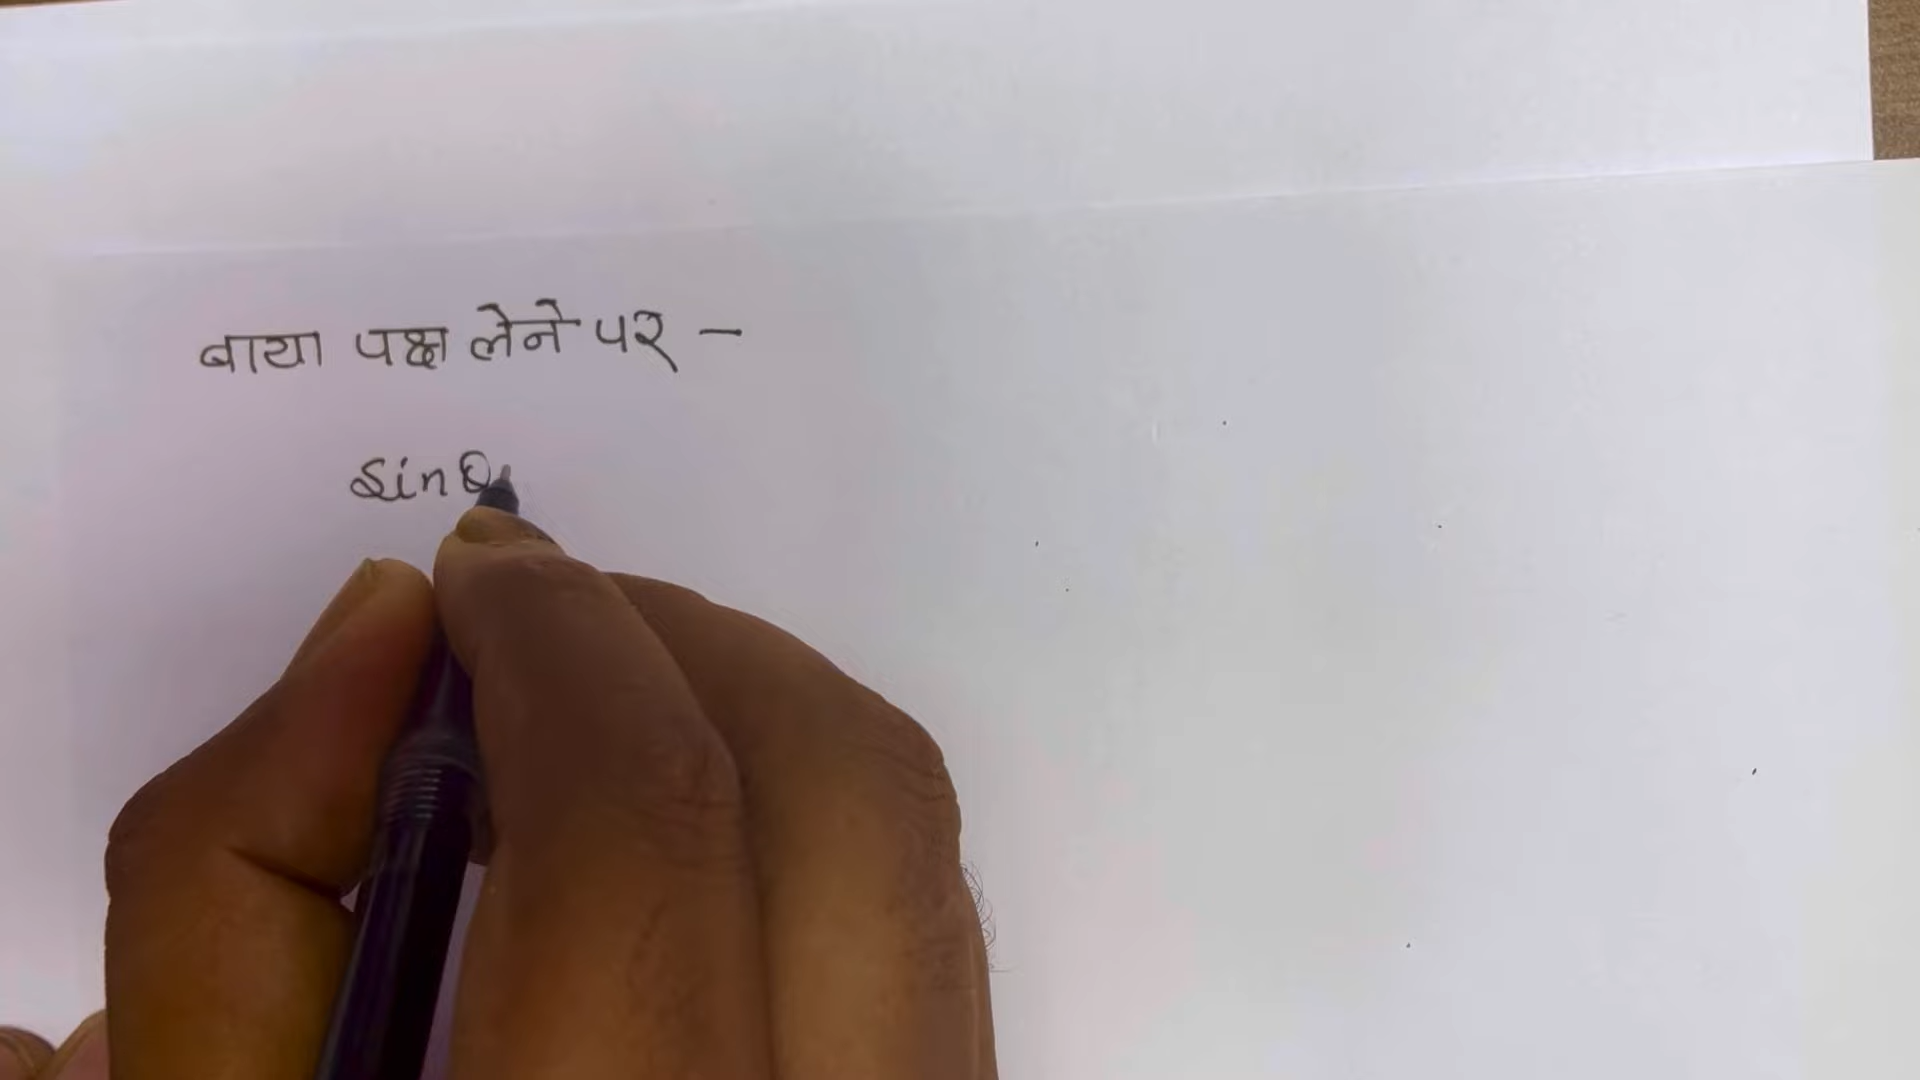 बाया पक्ष लेने पर –
sinθ